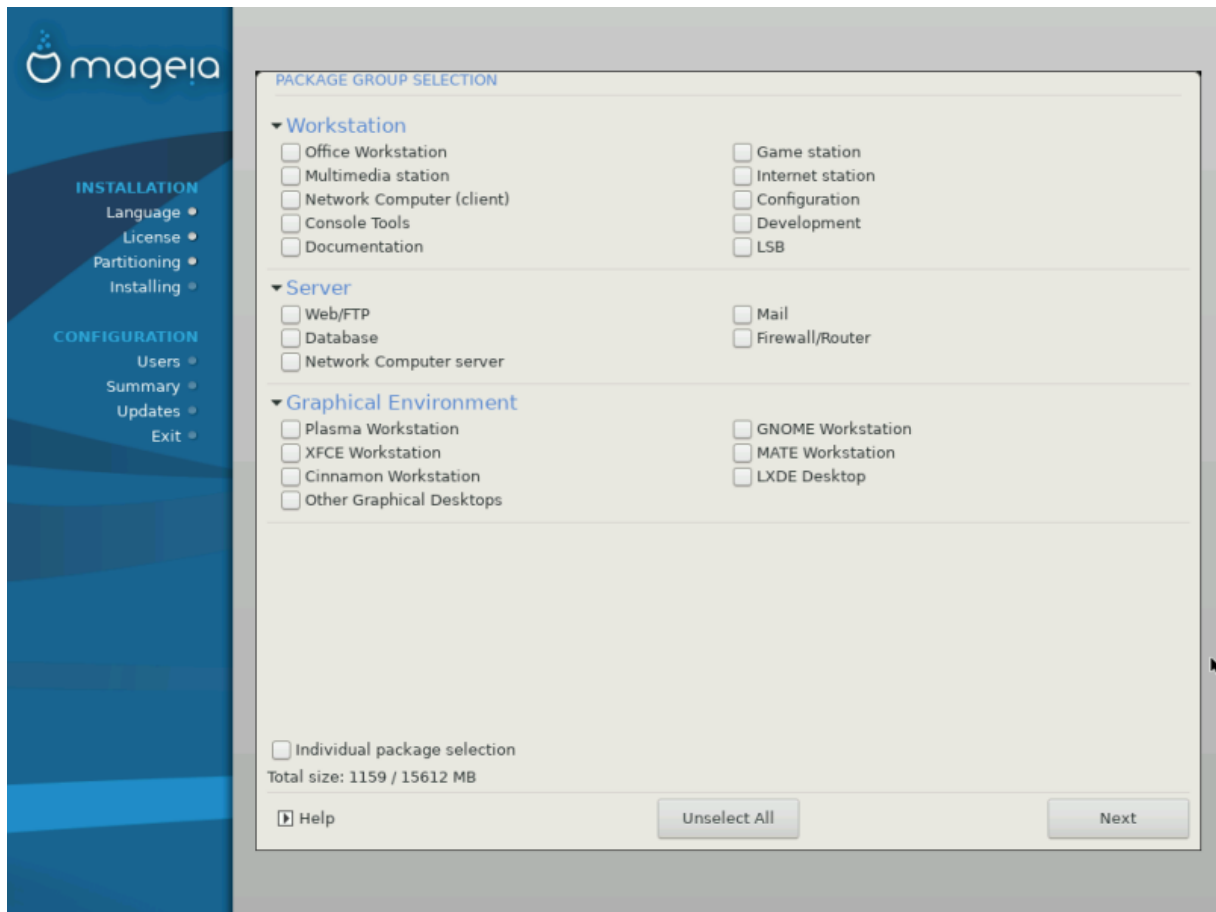 mageia
INSTALLATION
Language
License
Partitioning
Installing
CONFIGURATION
Users
Summary
Updates
Exit
PACKAGE GROUP SELECTION
Workstation
Office Workstation
Game station
Multimedia station
Internet station
Network Computer (client)
Configuration
Console Tools
Development
Documentation
LSB
Server
Web/FTP
Mail
Database
Firewall/Router
Network Computer server
Graphical Environment
Plasma Workstation
GNOME Workstation
XFCE Workstation
MATE Workstation
Cinnamon Workstation
LXDE Desktop
Other Graphical Desktops
Individual package selection
Total size: 1159 / 15612 MB
Help
Unselect All
Next